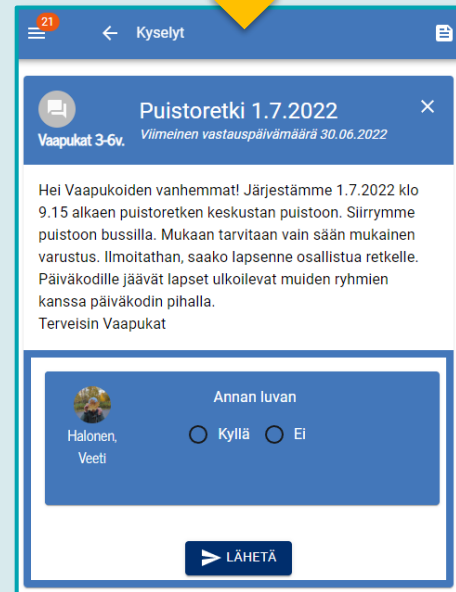 21
Kyselyt
Puistoretki 1.7.2022
Vaapukat 3-6v.
Viimeinen vastauspäivämäärä 30.06.2022
Hei Vaapukoiden vanhemmat! Järjestämme 1.7.2022 klo
9.15 alkaen puistoretken keskustan puistoon. Siirrymme
puistoon bussilla. Mukaan tarvitaan vain sään mukainen
varustus. Ilmoitathan, saako lapsenne osallistua retkelle.
Päiväkodille jäävät lapset ulkoilevat muiden ryhmien
kanssa päiväkodin pihalla.
Terveisin Vaapukat
Annan luvan
Halonen,
Veeti
Kyllä Ei
LÄHETÄ